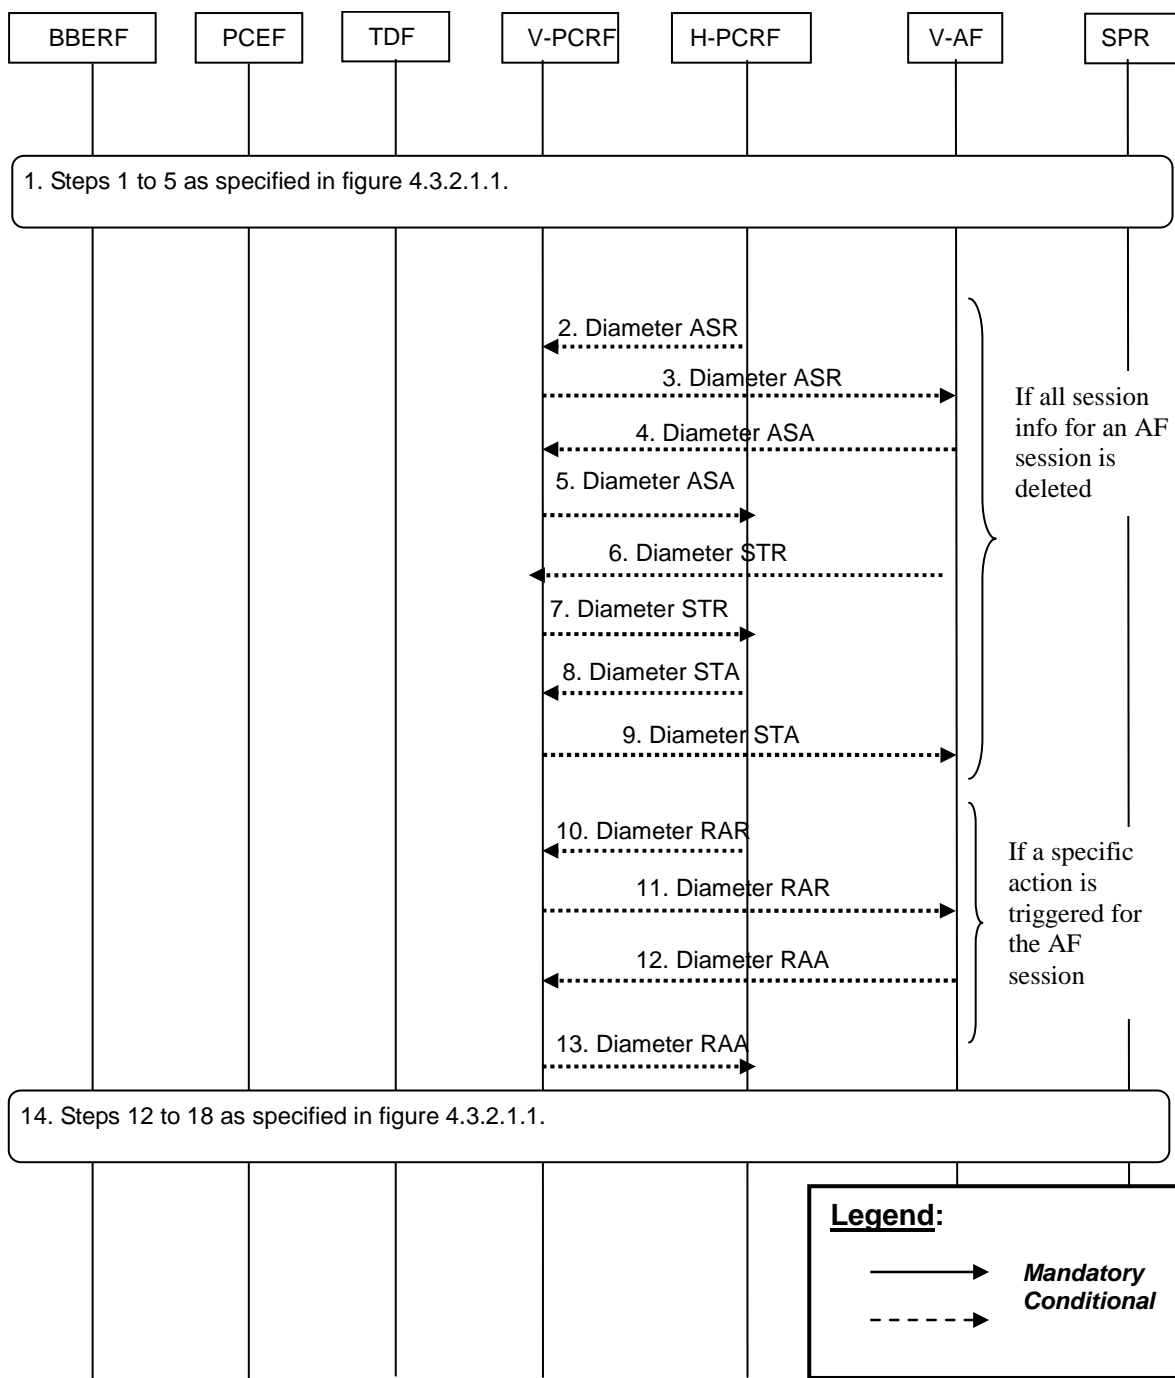 BBERF
PCEF
TDF
V-PCRF
H-PCRF
V-AF
SPR
1. Steps 1 to 5 as specified in figure 4.3.2.1.1.
2. Diameter ASR
3. Diameter ASR
4. Diameter ASA
5. Diameter ASA
6. Diameter STR
7. Diameter STR
8. Diameter STA
9. Diameter STA
If all session
info for an AF
session is
deleted
10. Diameter RAR
11. Diameter RAR
12. Diameter RAA
13. Diameter RAA
If a specific
action is
triggered for
the AF
session
14. Steps 12 to 18 as specified in figure 4.3.2.1.1.
Legend:
Mandatory
Conditional